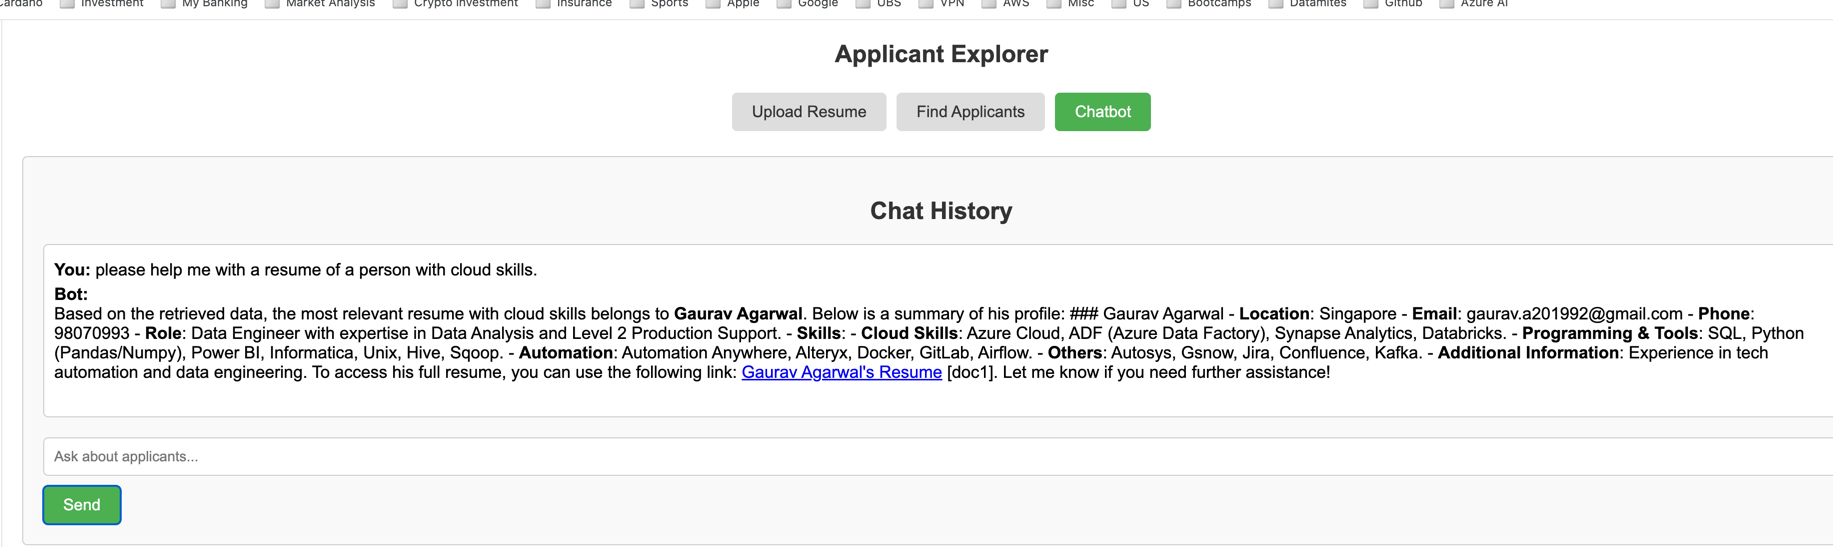 Cardano Investment My Banking Market Analysis Crypto Investment Insurance Sports Apple Google UBS VPN AWS Misc US Bootcamps Datamites Github Azure AI
Applicant Explorer
Upload Resume Find Applicants Chatbot
Chat History
You: please help me with a resume of a person with cloud skills.
Bot:
Based on the retrieved data, the most relevant resume with cloud skills belongs to Gaurav Agarwal. Below is a summary of his profile: ### Gaurav Agarwal - Location: Singapore - Email: gaurav.a201992@gmail.com - Phone:
98070993 - Role: Data Engineer with expertise in Data Analysis and Level 2 Production Support. - Skills: - Cloud Skills: Azure Cloud, ADF (Azure Data Factory), Synapse Analytics, Databricks. - Programming & Tools: SQL, Python
(Pandas/Numpy), Power BI, Informatica, Unix, Hive, Sqoop. - Automation: Automation Anywhere, Alteryx, Docker, GitLab, Airflow. - Others: Autosys, Gsnow, Jira, Confluence, Kafka. - Additional Information: Experience in tech
automation and data engineering. To access his full resume, you can use the following link: Gaurav Agarwal's Resume [doc1]. Let me know if you need further assistance!
Ask about applicants...
Send